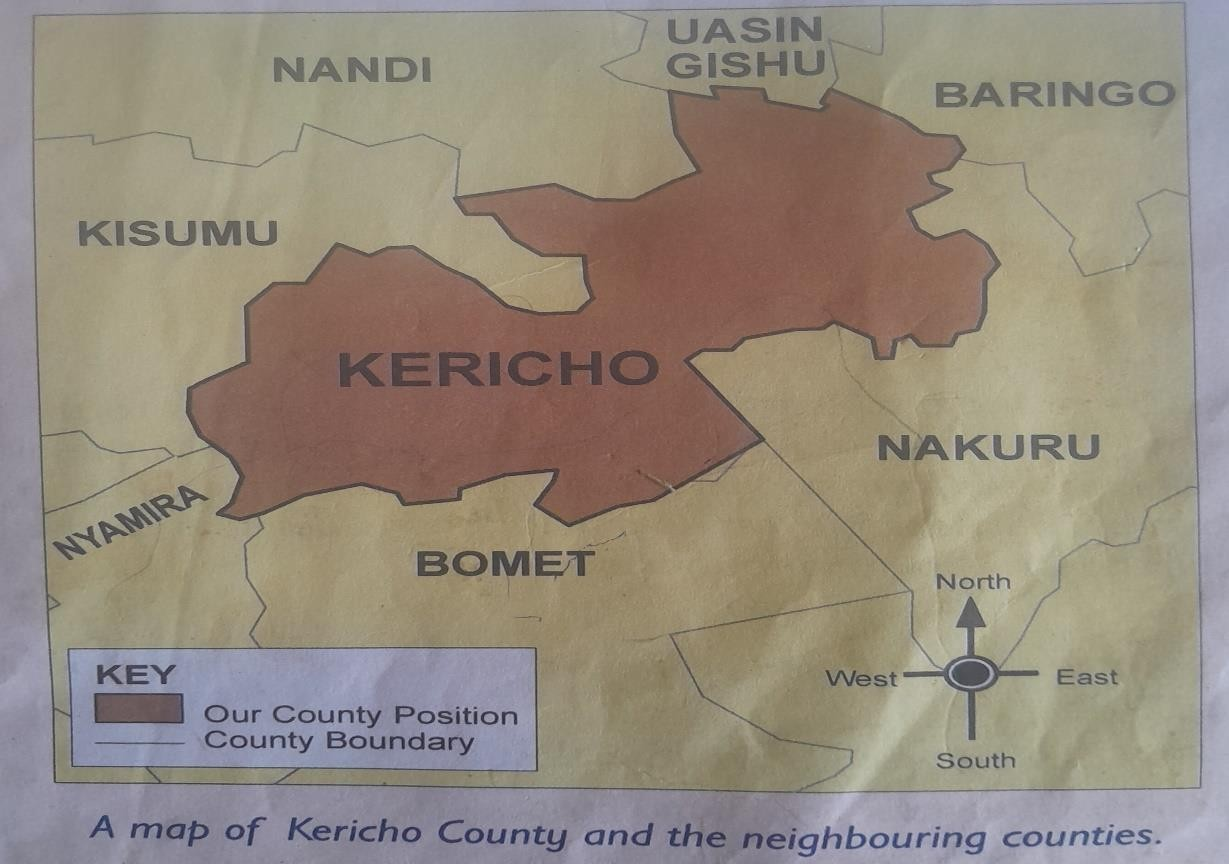 UASIN
GISHU
NANDI
BARINGO
KISUMU
KERICHO
NAKURU
NYAMIRA
BOMET
North
West
East
South
KEY
Our County Position
County Boundary
A map of Kericho County and the neighbouring counties.